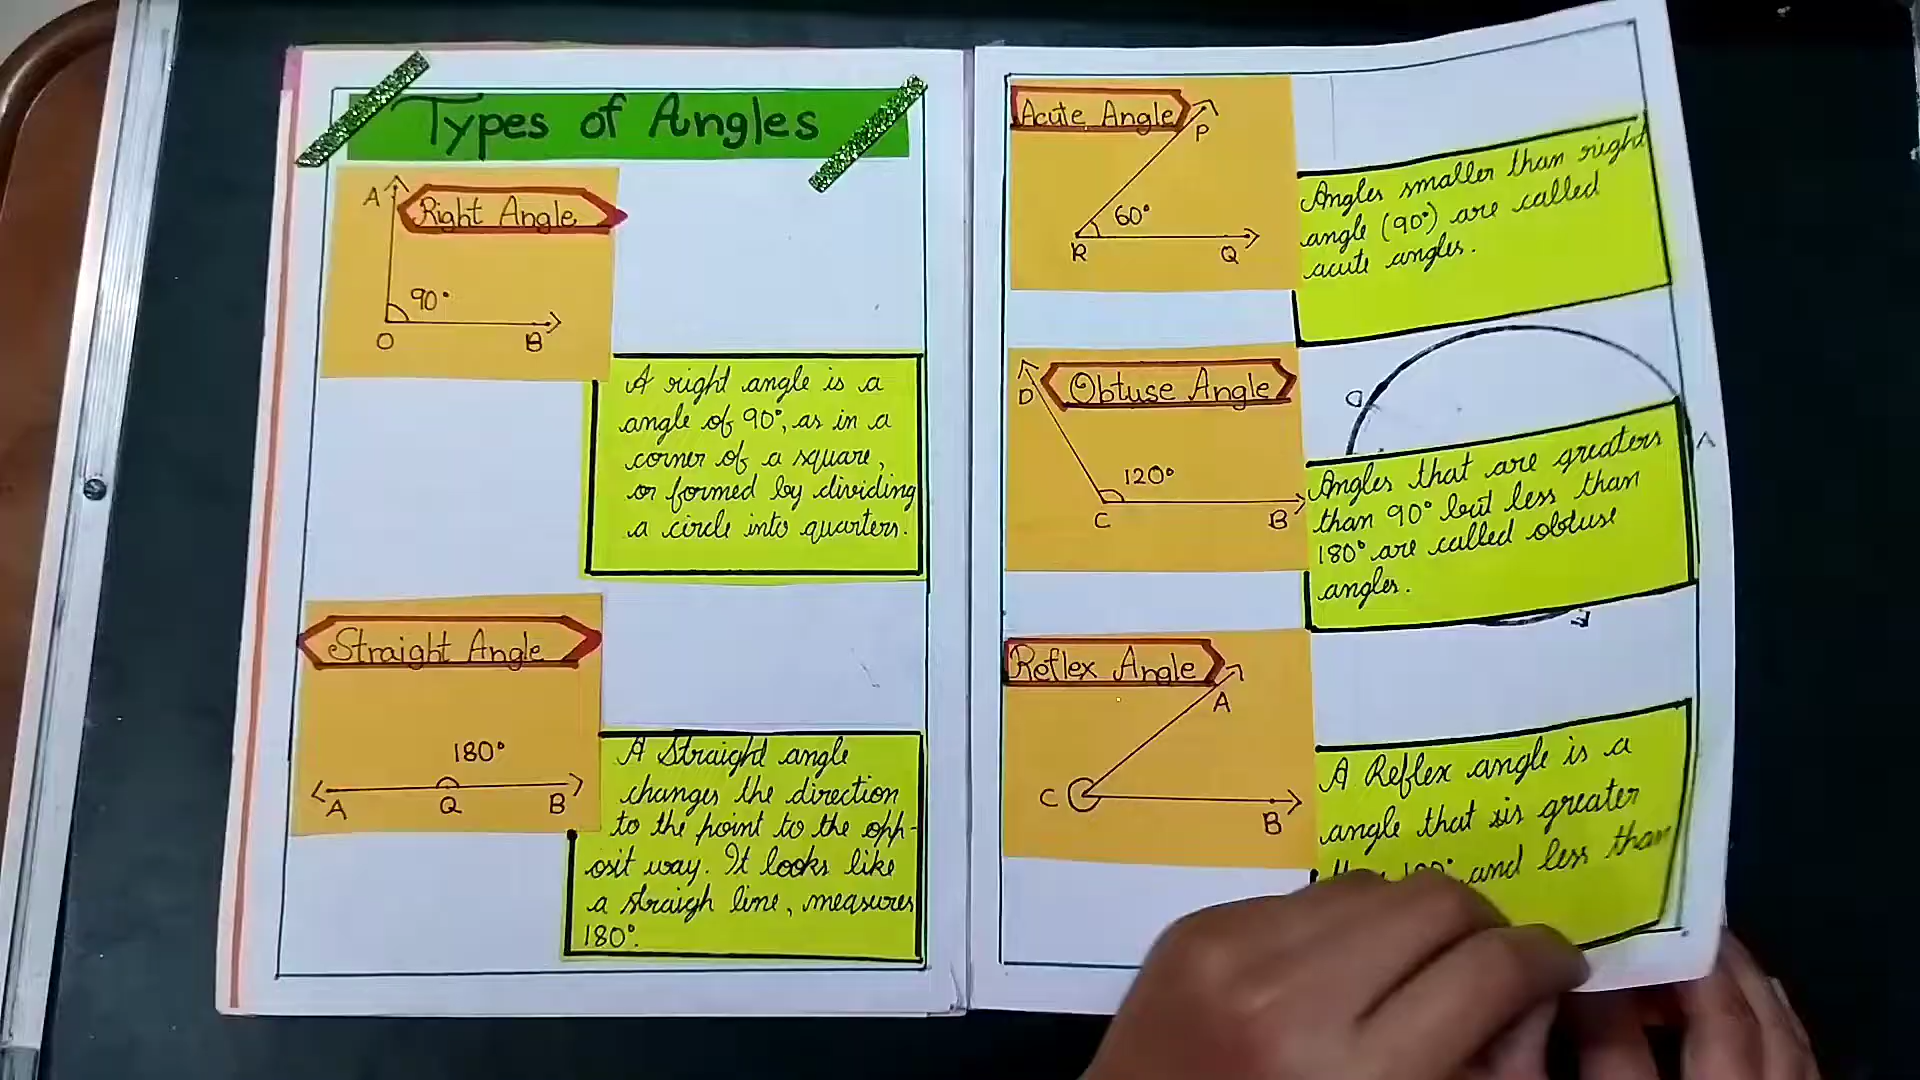 Types of Angles
Right Angle
A
90°
O
B
A right angle is a
angle of 90°, as in a
corner of a square,
or formed by dividing
a circle into quarters.
Straight Angle
180°
A
Q
B
A Straight angle
changes the direction
to the point to the opp-
osit way. It looks like
a straigh line, measures
180°.
Acute Angle
P
60°
R
Q
Angles smaller than right
angle (90°) are called
acute angles.
Obtuse Angle
D
120°
C
B
Angles that are greaters
than 90° but less than
180° are called obtuse
angles.
A
Reflex Angle
A
C
B
A Reflex angle is a
angle that is greater
and less than